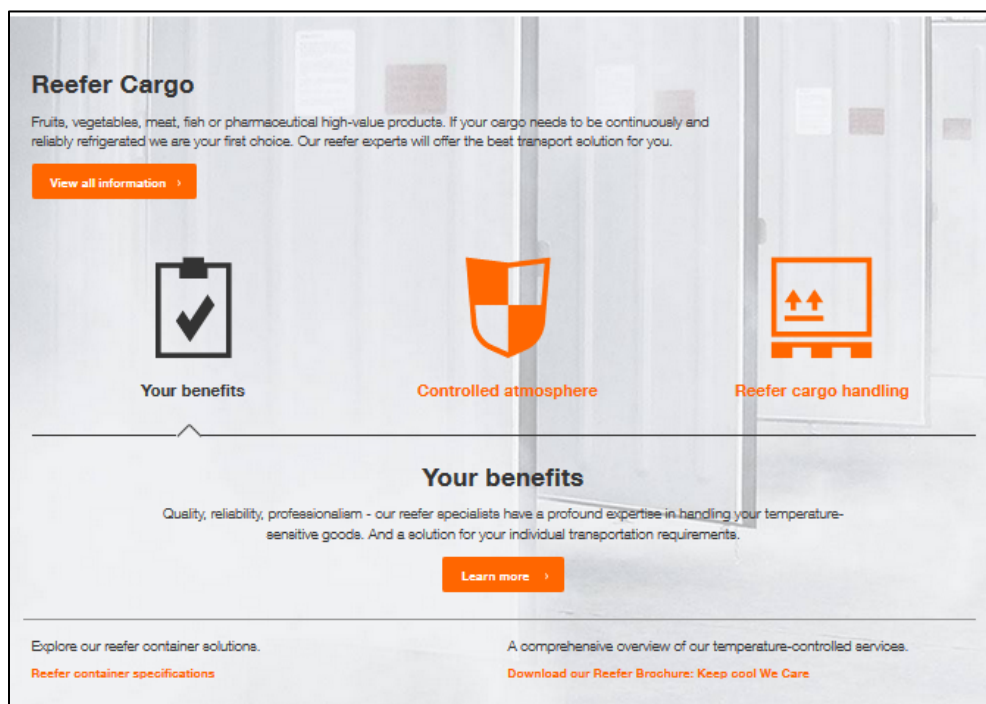 Reefer Cargo
Fruits, vegetables, meat, fish or pharmaceutical high-value products. If your cargo needs to be continuously and
reliably refrigerated we are your first choice. Our reefer experts will offer the best transport solution for you.
View all information ›
Your benefits
Controlled atmosphere
Reefer cargo handling
Your benefits
Quality, reliability, professionalism - our reefer specialists have a profound expertise in handling your temperature-
sensitive goods. And a solution for your individual transportation requirements.
Learn more ›
Explore our reefer container solutions.
Reefer container specifications
A comprehensive overview of our temperature-controlled services.
Download our Reefer Brochure: Keep cool We Care